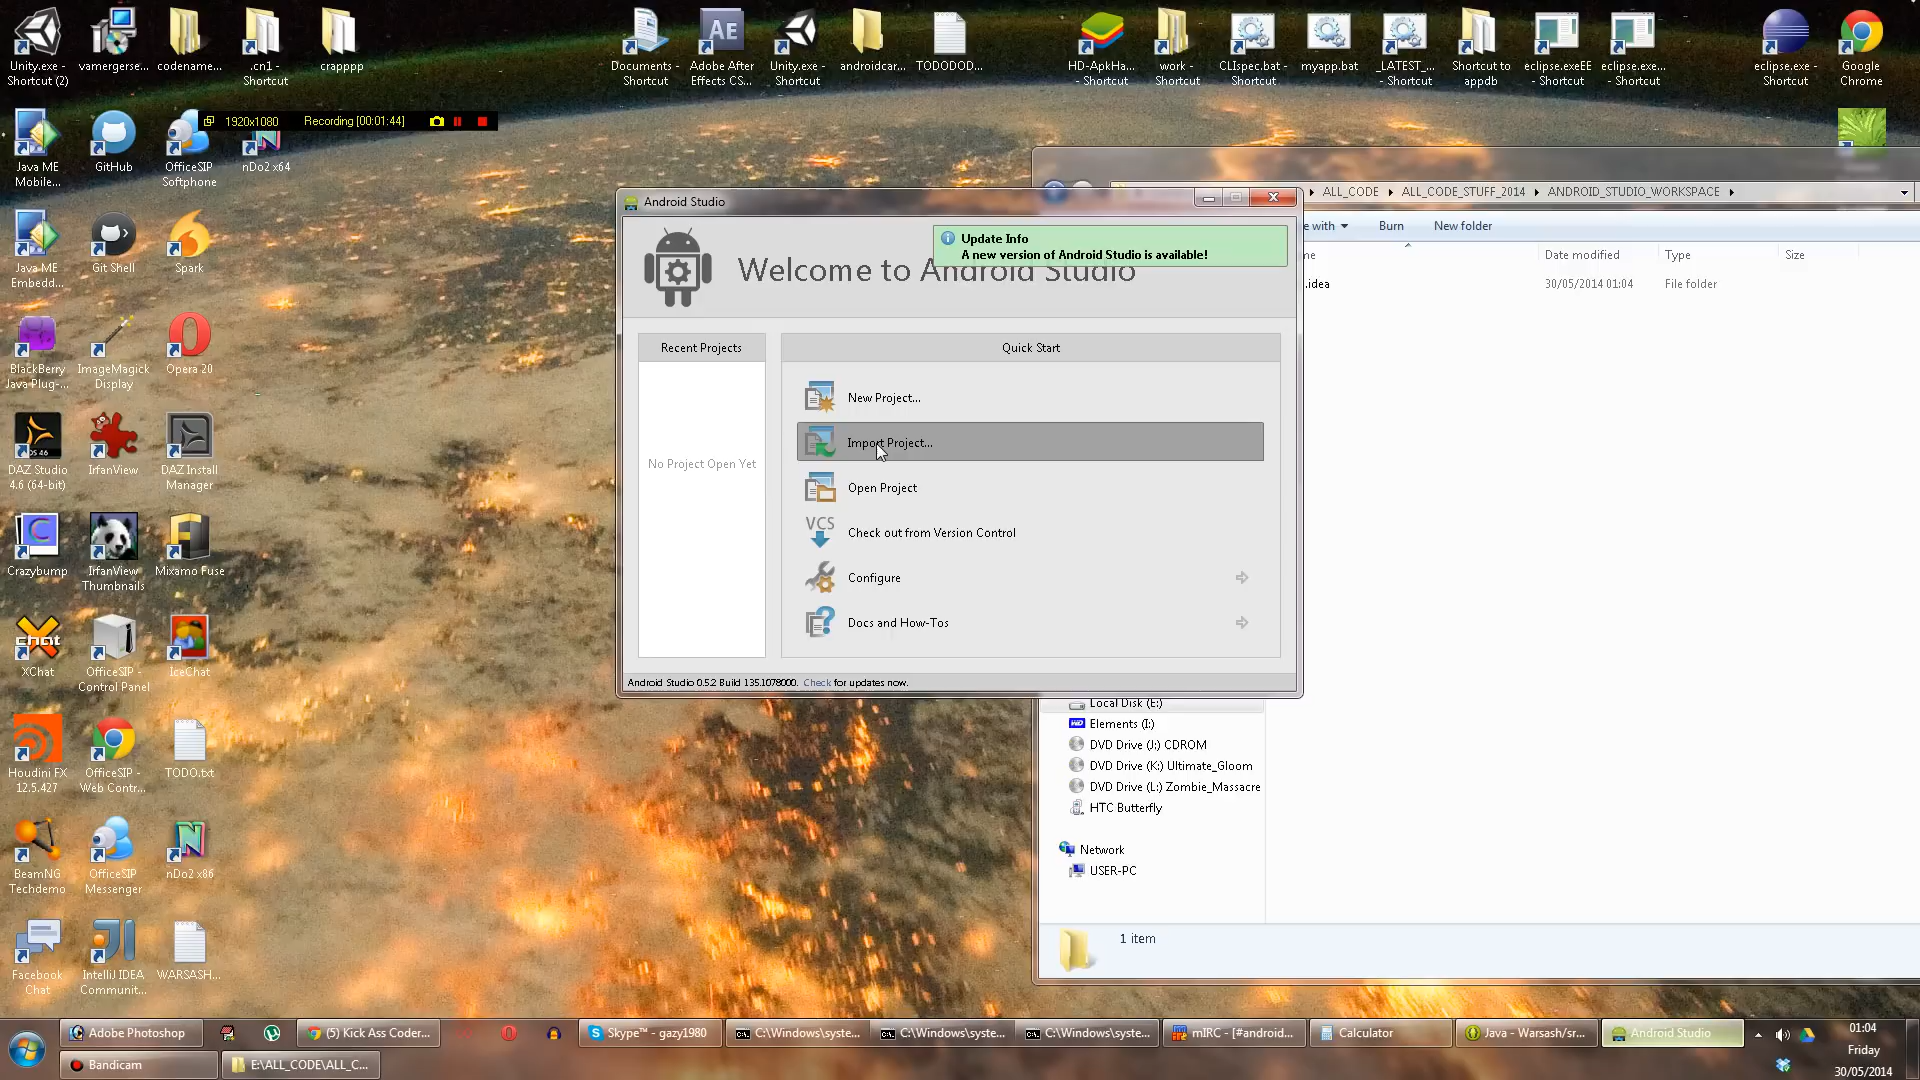 Unity.exe - Shortcut (2)
vamergerse...
codename...
.cn1 - Shortcut
crapppp
Documents - Shortcut
Adobe After Effects CS...
Unity.exe - Shortcut
androidcar...
TODODOD...
HD-ApkHa... - Shortcut
work - Shortcut
CLIspec.bat - Shortcut
myapp.bat
_LATEST_... - Shortcut
Shortcut to appdb
eclipse.exeEE - Shortcut
eclipse.exe... - Shortcut
eclipse.exe - Shortcut
Google Chrome
1920x1080 Recording [00:01:44]
Java ME Mobile...
GitHub
OfficeSIP Softphone
nDo2 x64
Java ME Embedd...
Git Shell
Spark
BlackBerry Java Plug-...
ImageMagick Display
Opera 20
DAZ Studio 4.6 (64-bit)
IrfanView
DAZ Install Manager
Crazybump
IrfanView Thumbnails
Mixamo Fuse
XChat
OfficeSIP - Control Panel
IceChat
Houdini FX 12.5.427
OfficeSIP - Web Contr...
TODO.txt
BeamNG Techdemo
OfficeSIP Messenger
nDo2 x86
Facebook Chat
IntelliJ IDEA Communit...
WARSASH...
Android Studio
Update Info
A new version of Android Studio is available!
Welcome to Android Studio
Recent Projects
No Project Open Yet
Quick Start
New Project...
Import Project...
Open Project
VCS
Check out from Version Control
Configure
Docs and How-Tos
Android Studio 0.5.2 Build 135.1078000. Check for updates now.
ALL_CODE ALL_CODE_STUFF_2014 ANDROID_STUDIO_WORKSPACE
e with Burn New folder
me Date modified Type Size
.idea 30/05/2014 01:04 File folder
Local Disk (E:)
Elements (I:)
DVD Drive (J:) CDROM
DVD Drive (K:) Ultimate_Gloom
DVD Drive (L:) Zombie_Massacre
HTC Butterfly
Network
USER-PC
1 item
Adobe Photoshop
(5) Kick Ass Coder...
Skype™ - gazy1980
C:\Windows\syste...
C:\Windows\syste...
C:\Windows\syste...
mIRC - [#android...
Calculator
Java - Warsash/sr...
Android Studio
Bandicam
E:\ALL_CODE\ALL_C...
01:04
Friday
30/05/2014